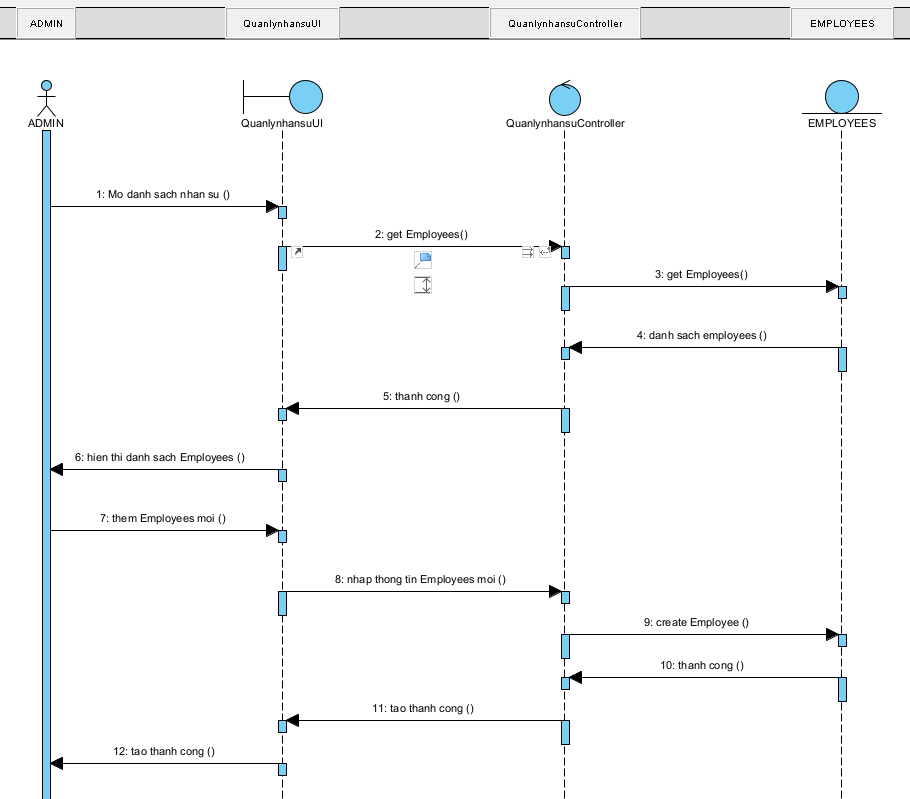 ADMIN
QuanlynhansuUI
QuanlynhansuController
EMPLOYEES
ADMIN
QuanlynhansuUI
QuanlynhansuController
EMPLOYEES
1: Mo danh sach nhan su ()
2: get Employees()
3: get Employees()
4: danh sach employees ()
5: thanh cong ()
6: hien thi danh sach Employees ()
7: them Employees moi ()
8: nhap thong tin Employees moi ()
9: create Employee ()
10: thanh cong ()
11: tao thanh cong ()
12: tao thanh cong ()